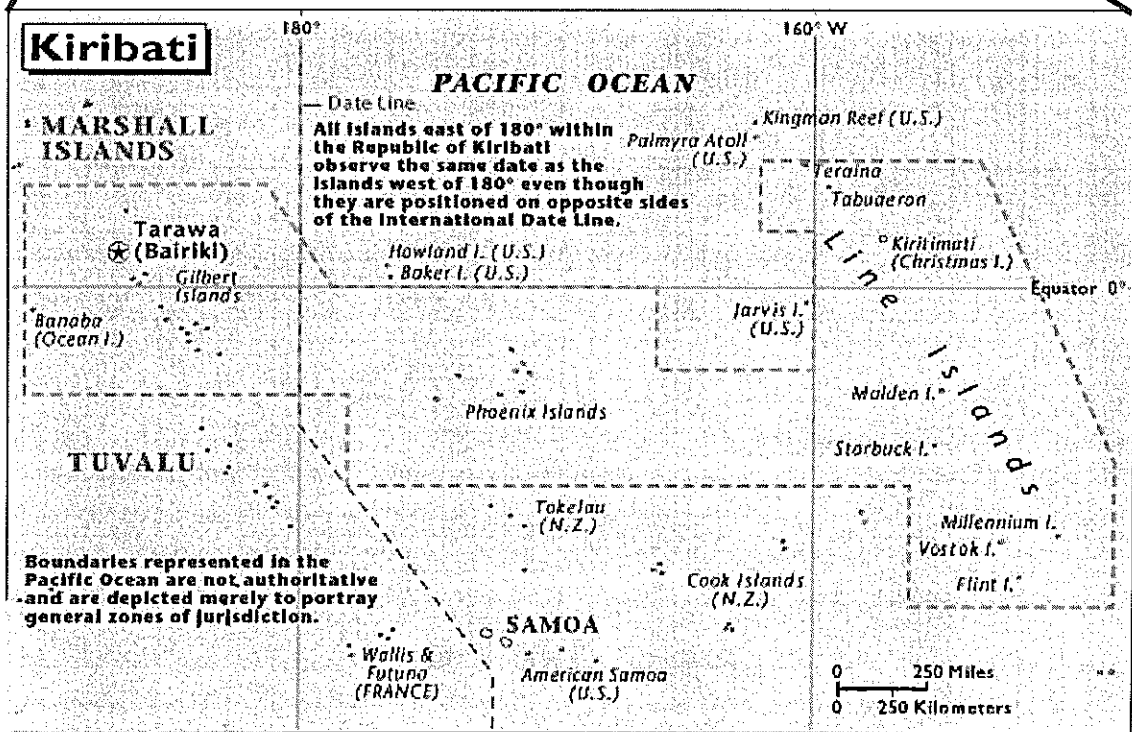 Kiribati
180°
160° W
PACIFIC OCEAN
Date Line
All islands east of 180° within
the Republic of Kiribati
observe the same date as the
islands west of 180° even though
they are positioned on opposite sides
of the International Date Line.
MARSHALL
ISLANDS
Kingman Reef (U.S.)
Palmyra Atoll
(U.S.)
Teraina
Tabuaeron
Tarawa
(Bairiki)
Gilbert
Islands
Howland I. (U.S.)
Baker I. (U.S.)
Kiritimati
(Christmas I.)
Line Islands
Equator 0°
Banaba
(Ocean I.)
Jarvis I.
(U.S.)
Phoenix Islands
Malden I.
Starbuck I.
TUVALU
Tokelau
(N.Z.)
Millennium I.
Vostok I.
Flint I.
Boundaries represented in the
Pacific Ocean are not authoritative
and are depicted merely to portray
general zones of jurisdiction.
Cook Islands
(N.Z.)
SAMOA
Wallis &
Futuna
(FRANCE)
American Samoa
(U.S.)
0 250 Miles
0 250 Kilometers